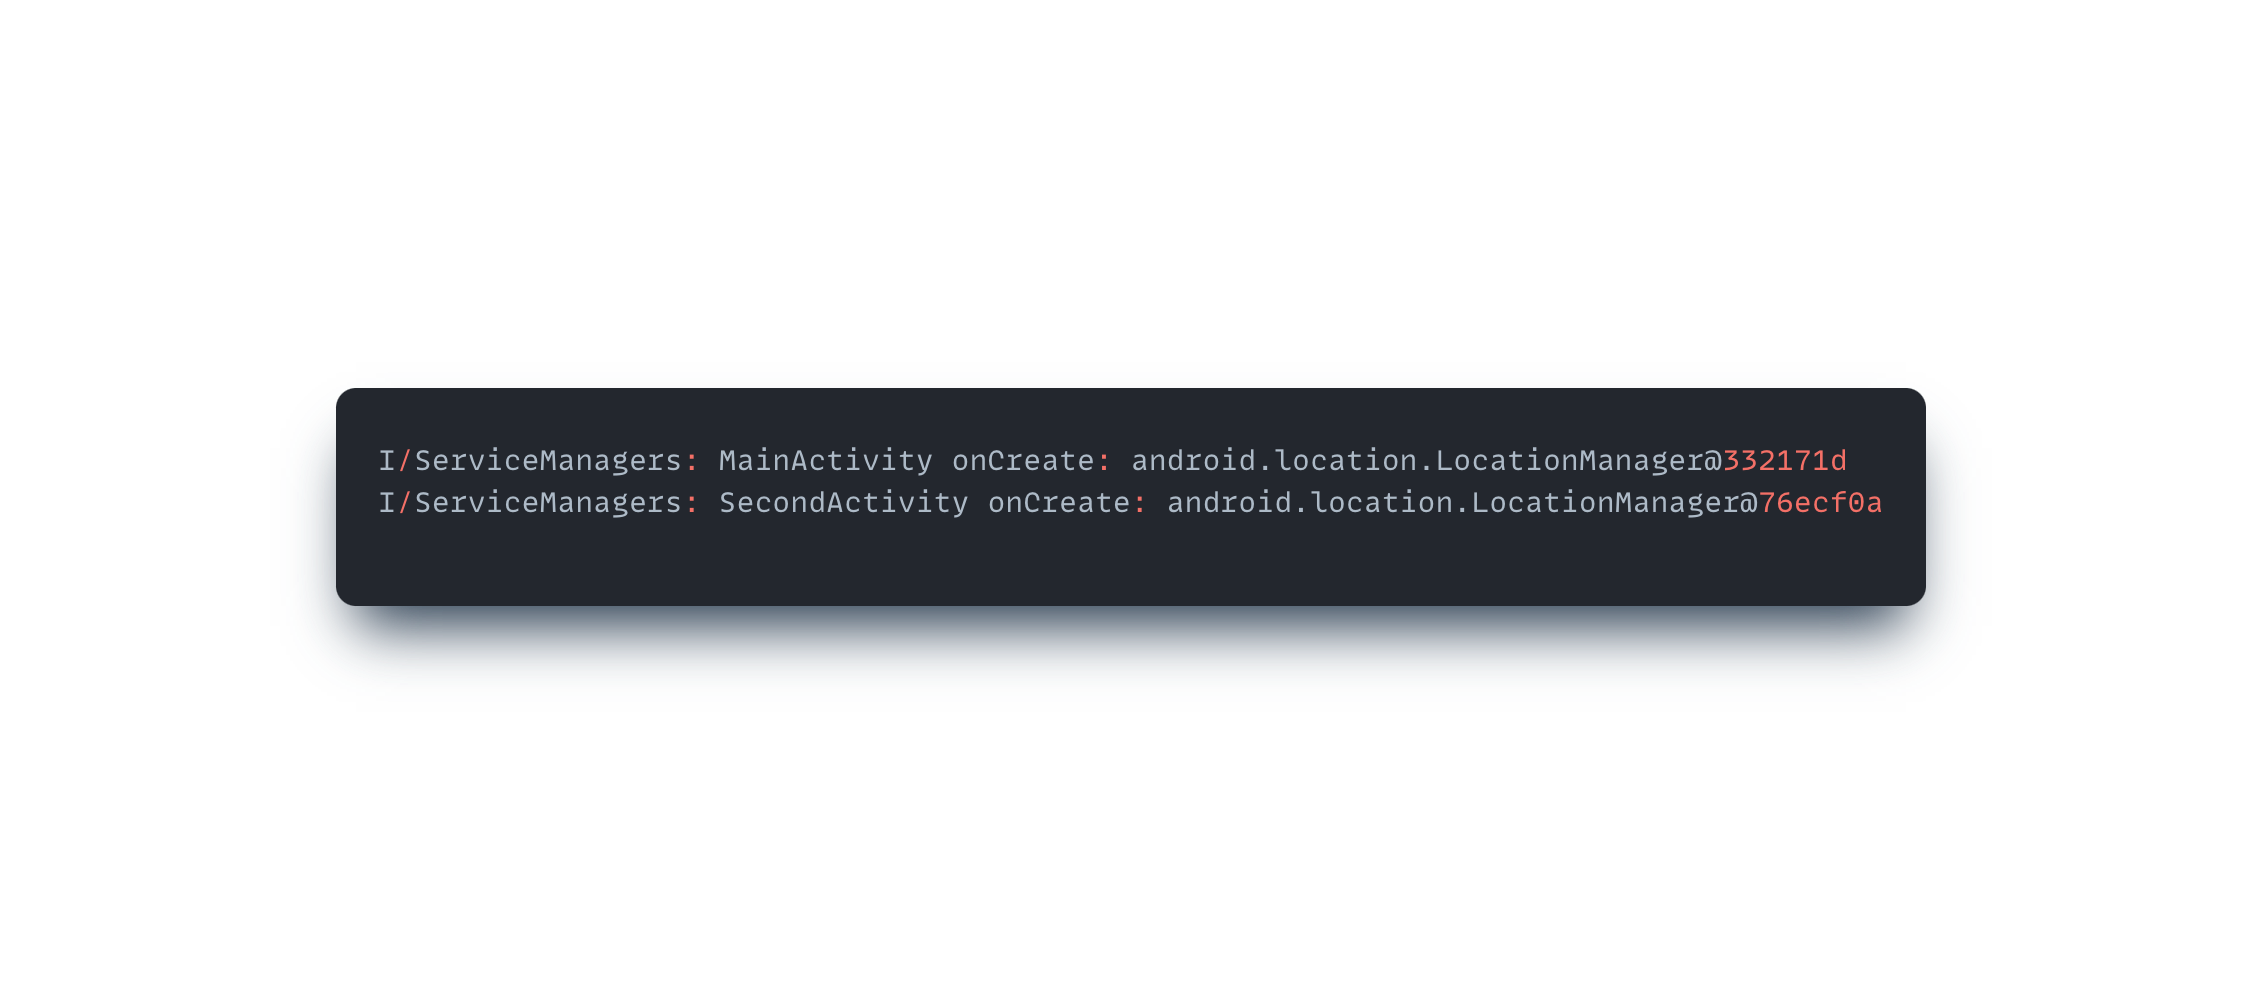 I/ServiceManagers: MainActivity onCreate: android.location.LocationManager@332171d
I/ServiceManagers: SecondActivity onCreate: android.location.LocationManager@76ecf0a